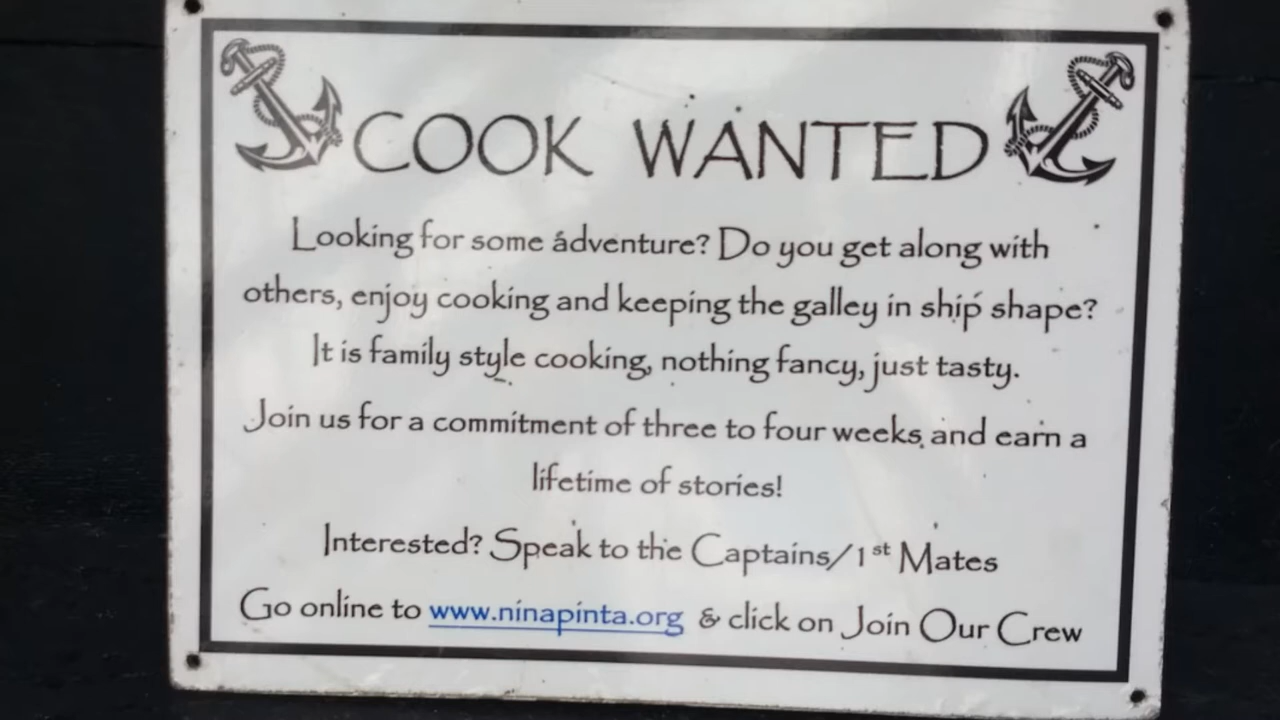 COOK WANTED
Looking for some adventure? Do you get along with
others, enjoy cooking and keeping the galley in ship shape?
It is family style cooking, nothing fancy, just tasty.
Join us for a commitment of three to four weeks and earn a
lifetime of stories!
Interested? Speak to the Captains/1st Mates
Go online to www.ninapinta.org & click on Join Our Crew